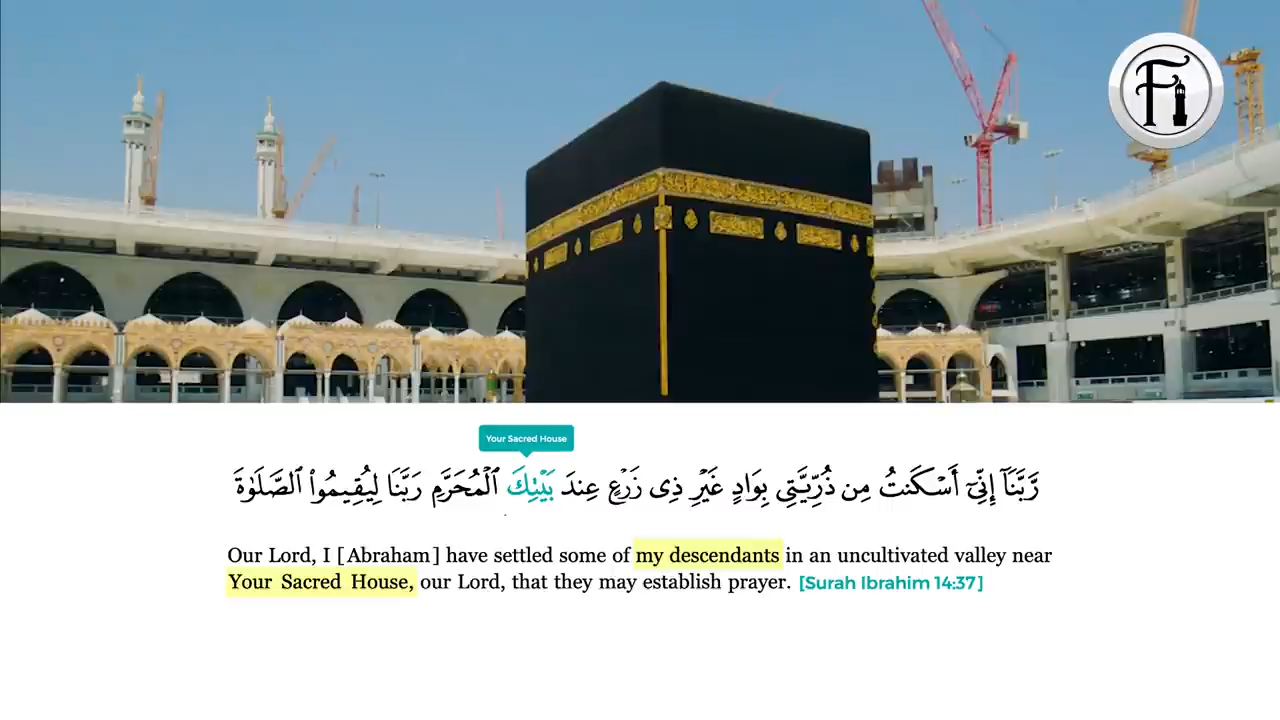 Fi
Your Sacred House
رَّبَّنَآ إِنِّىٓ أَسْكَنتُ مِن ذُرِّيَّتِى بِوَادٍ غَيْرِ ذِى زَرْعٍ عِندَ بَيْتِكَ ٱلْمُحَرَّمِ رَبَّنَا لِيُقِيمُوا۟ ٱلصَّلَوٰةَ
Our Lord, I [Abraham] have settled some of my descendants in an uncultivated valley near
Your Sacred House, our Lord, that they may establish prayer. [Surah Ibrahim 14:37]